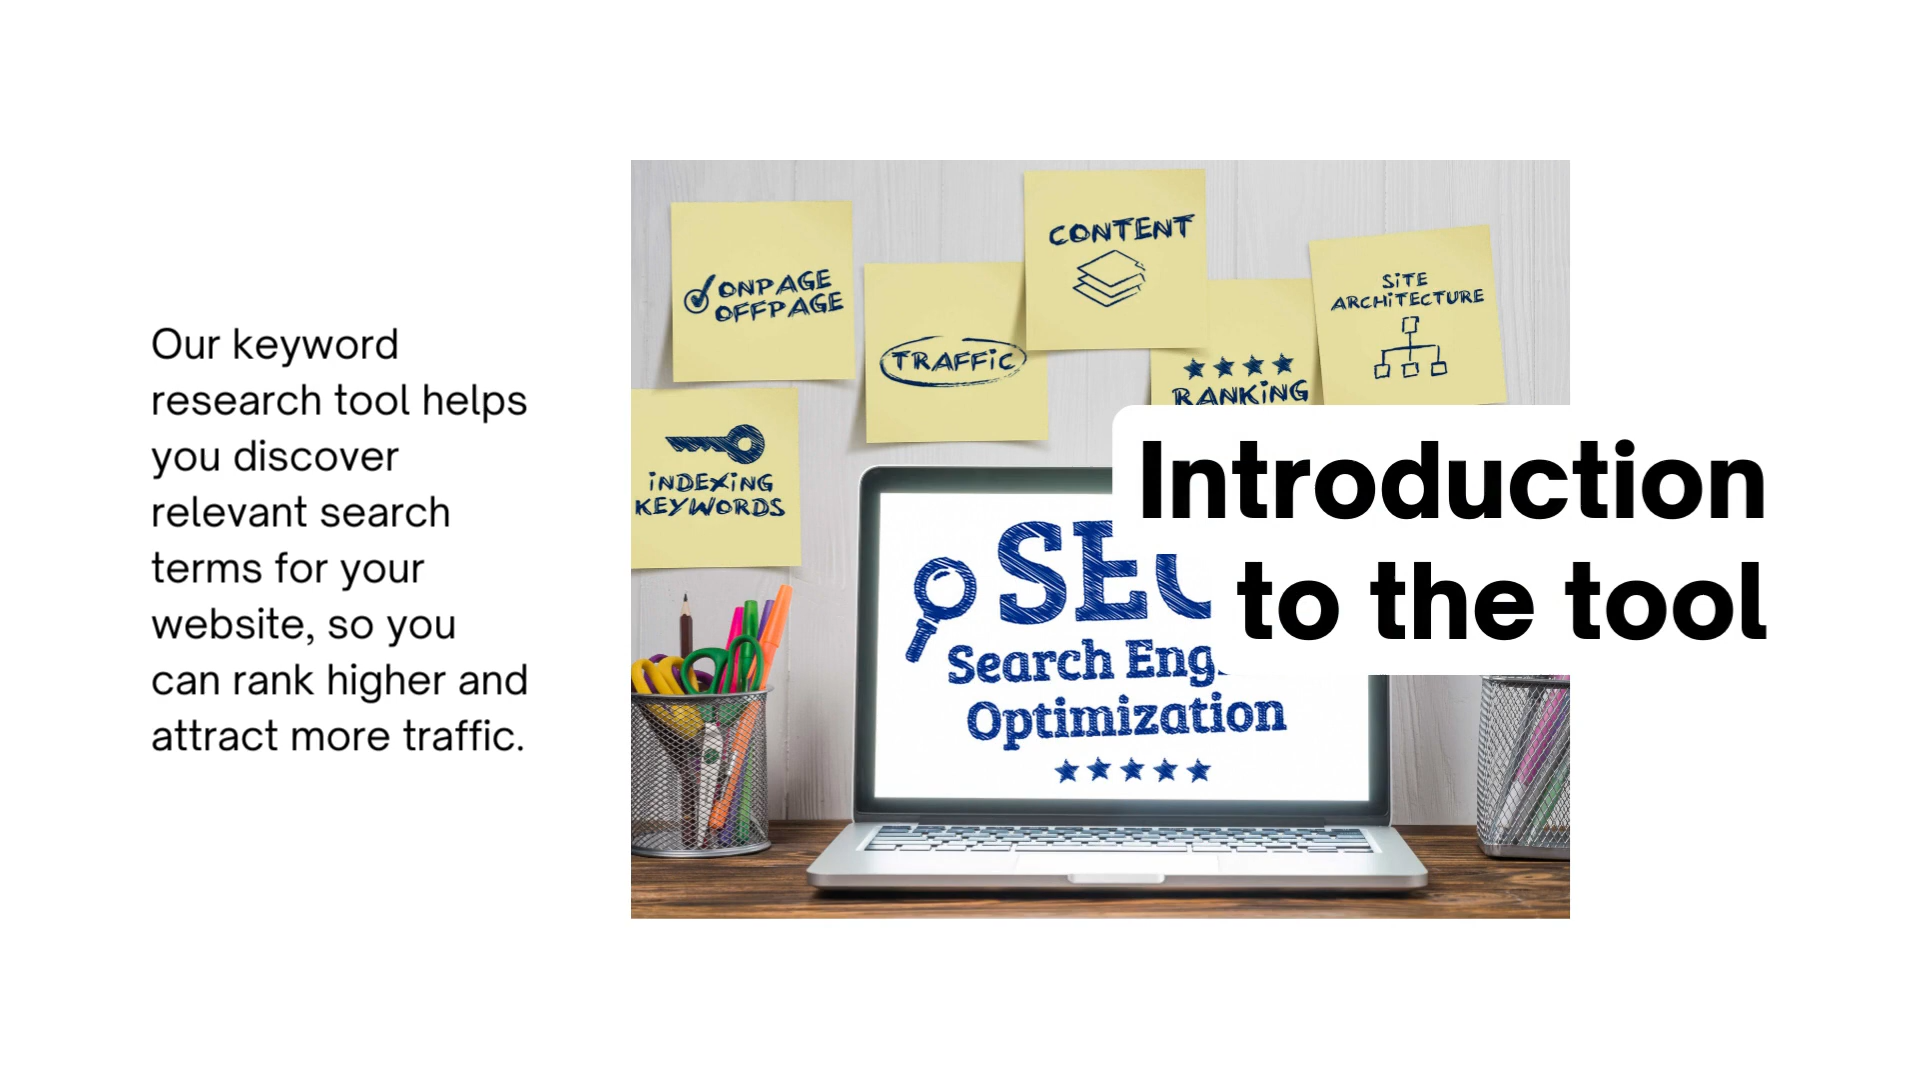 Our keyword
research tool helps
you discover
relevant search
terms for your
website, so you
can rank higher and
attract more traffic.
ONPAGE
OFFPAGE
TRAFFiC
CONTENT
RANKiNG
SiTE
ARCHiTECTURE
iNDEXiNG
KEYWORDS
Introduction
to the tool
Search
Optimization